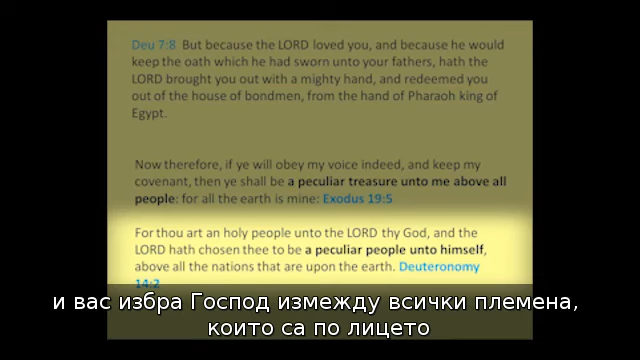 Deu 7:8 But because the LORD loved you, and because he would
keep the oath which he had sworn unto your fathers, hath the
LORD brought you out with a mighty hand, and redeemed you
out of the house of bondmen, from the hand of Pharaoh king of
Egypt.
Now therefore, if ye will obey my voice indeed, and keep my
covenant, then ye shall be a peculiar treasure unto me above all
people: for all the earth is mine: Exodus 19:5
For thou art an holy people unto the LORD thy God, and the
LORD hath chosen thee to be a peculiar people unto himself,
above all the nations that are upon the earth. Deuteronomy
14:2
и вас избра Господ измежду всички племена,
които са по лицето